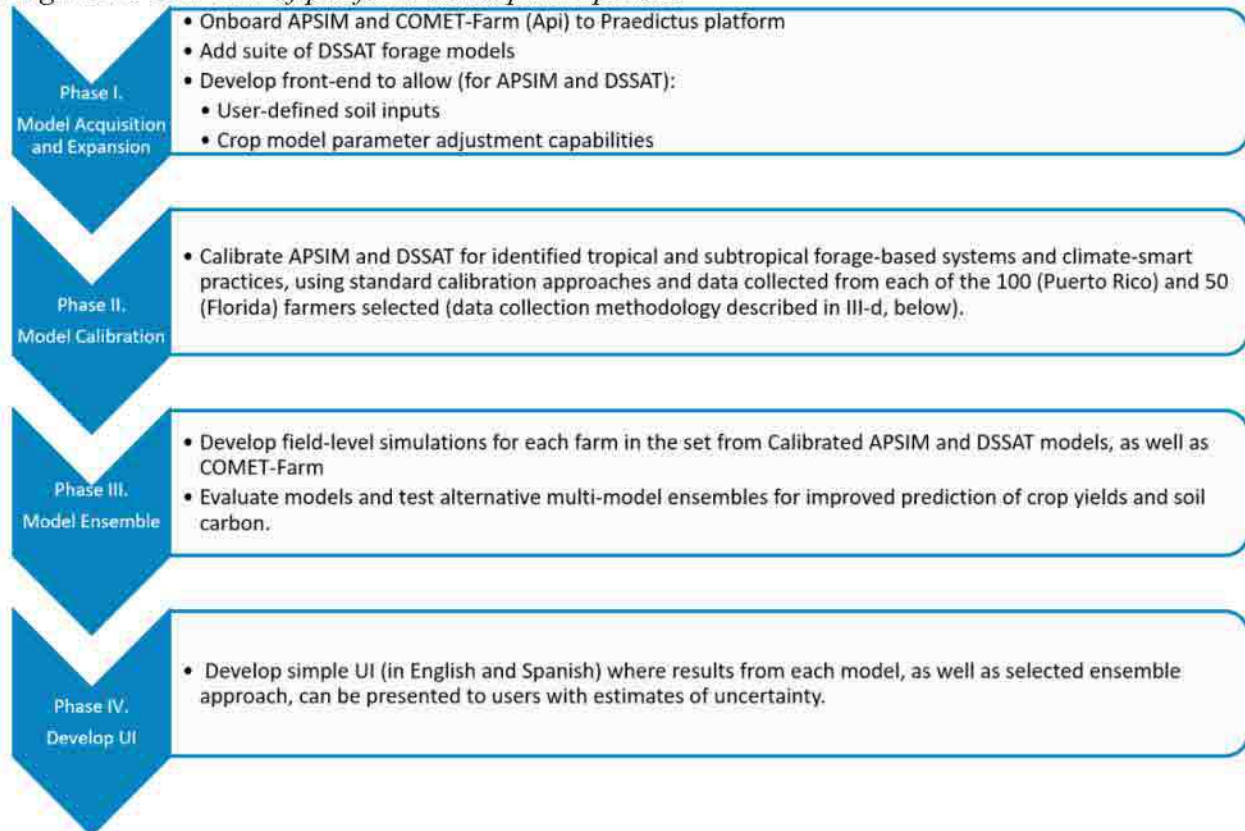 • Onboard APSIM and COMET-Farm (Api) to Praedictus platform
• Add suite of DSSAT forage models
• Develop front-end to allow (for APSIM and DSSAT):
• User-defined soil inputs
• Crop model parameter adjustment capabilities
Phase I.
Model Acquisition
and Expansion
• Calibrate APSIM and DSSAT for identified tropical and subtropical forage-based systems and climate-smart
practices, using standard calibration approaches and data collected from each of the 100 (Puerto Rico) and 50
(Florida) farmers selected (data collection methodology described in III-d, below).
Phase II.
Model Calibration
• Develop field-level simulations for each farm in the set from Calibrated APSIM and DSSAT models, as well as
COMET-Farm
• Evaluate models and test alternative multi-model ensembles for improved prediction of crop yields and soil
carbon.
Phase III.
Model Ensemble
• Develop simple UI (in English and Spanish) where results from each model, as well as selected ensemble
approach, can be presented to users with estimates of uncertainty.
Phase IV.
Develop UI